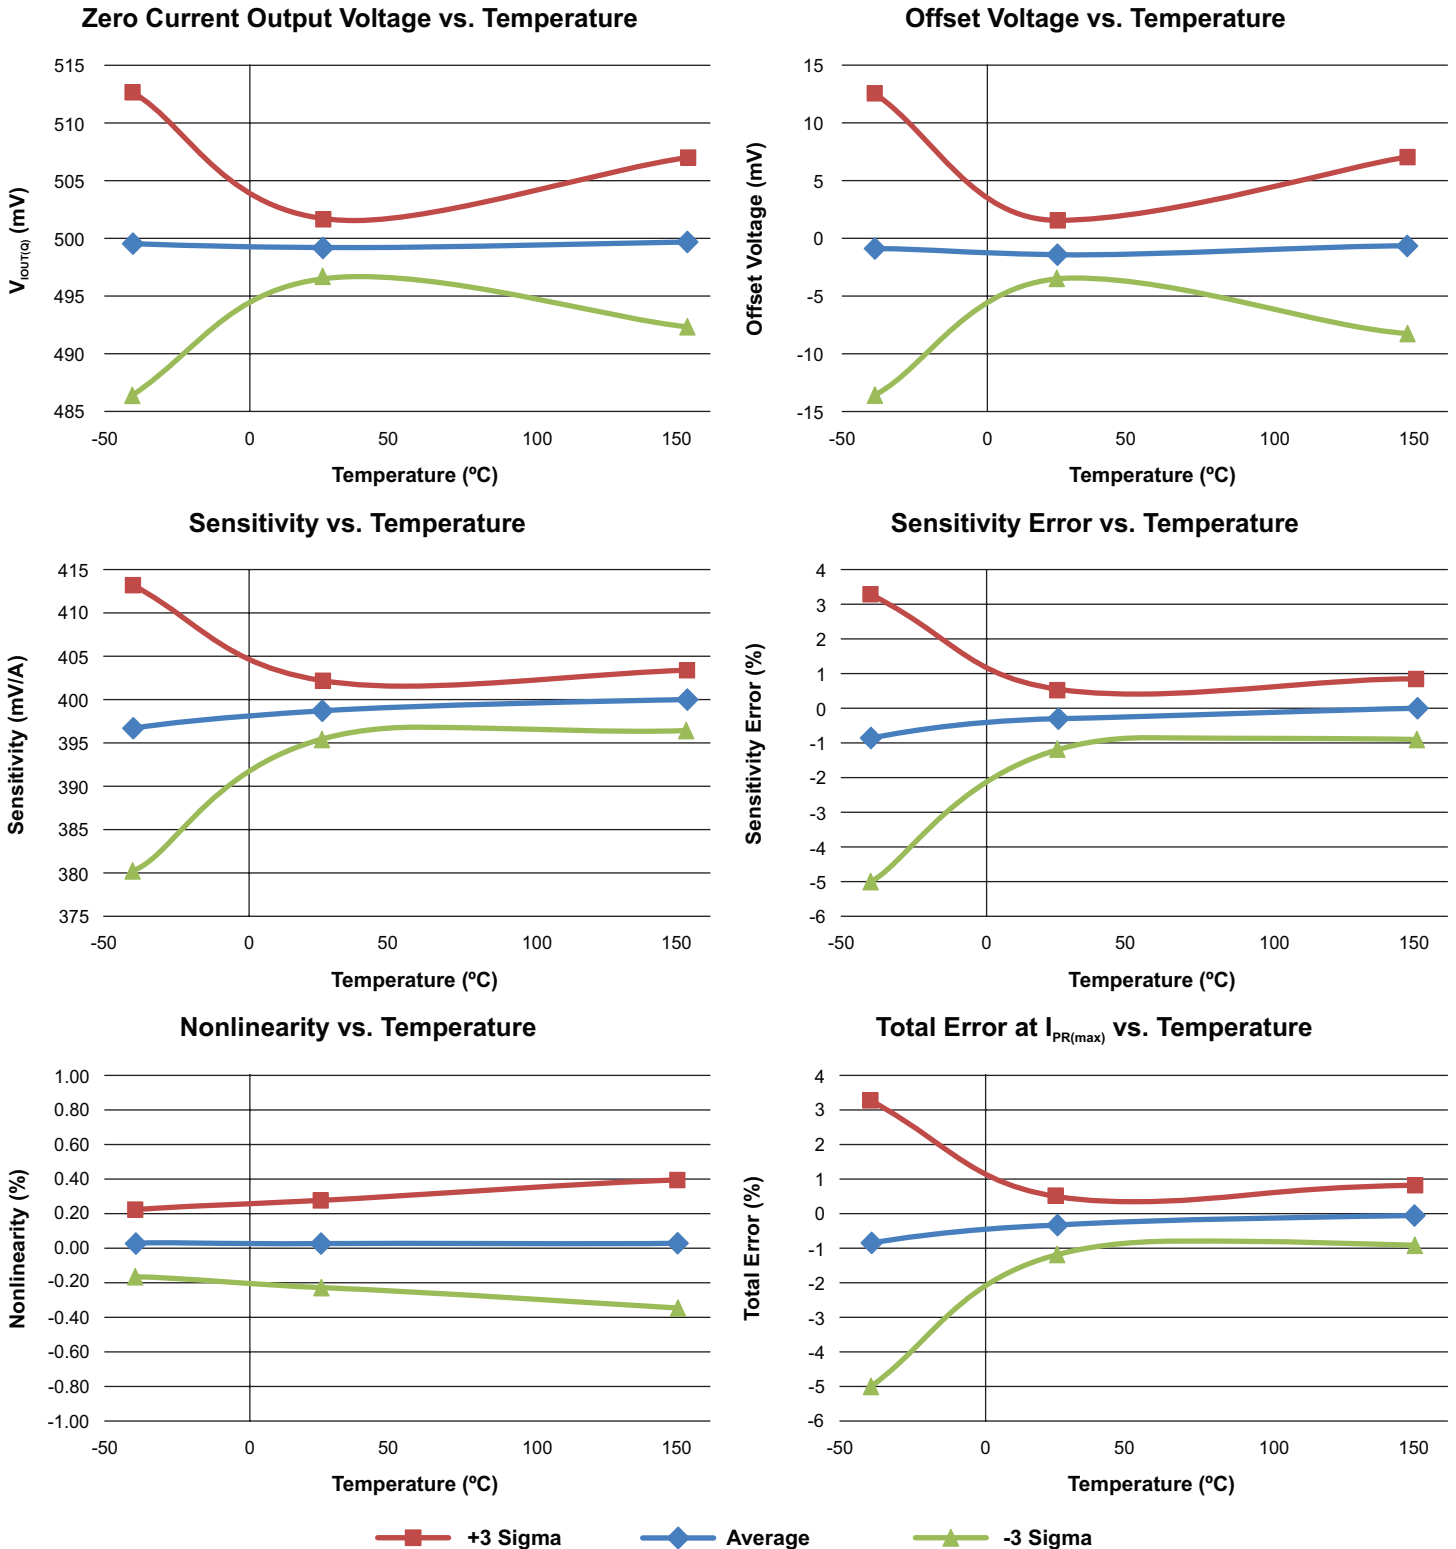 Zero Current Output Voltage vs. Temperature
515
510
505
500
495
490
485
-50 0 50 100 150
VIOUT(Q) (mV)
Temperature (ºC)
Offset Voltage vs. Temperature
15
10
5
0
-5
-10
-15
-50 0 50 100 150
Offset Voltage (mV)
Temperature (ºC)
Sensitivity vs. Temperature
415
410
405
400
395
390
385
380
375
-50 0 50 100 150
Sensitivity (mV/A)
Temperature (ºC)
Sensitivity Error vs. Temperature
4
3
2
1
0
-1
-2
-3
-4
-5
-6
-50 0 50 100 150
Sensitivity Error (%)
Temperature (ºC)
Nonlinearity vs. Temperature
1.00
0.80
0.60
0.40
0.20
0.00
-0.20
-0.40
-0.60
-0.80
-1.00
-50 0 50 100 150
Nonlinearity (%)
Temperature (ºC)
Total Error at IPR(max) vs. Temperature
4
3
2
1
0
-1
-2
-3
-4
-5
-6
-50 0 50 100 150
Total Error (%)
Temperature (ºC)
+3 Sigma Average -3 Sigma